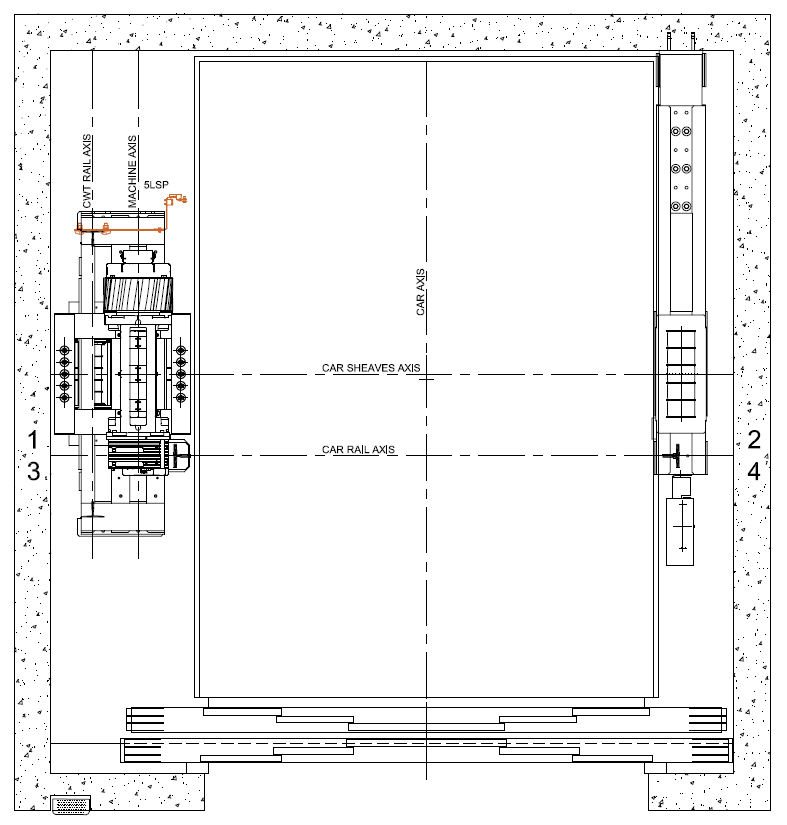 CWT RAIL AXIS
MACHINE AXIS
5LSP
CAR AXIS
CAR SHEAVES AXIS
CAR RAIL AXIS
1
2
3
4